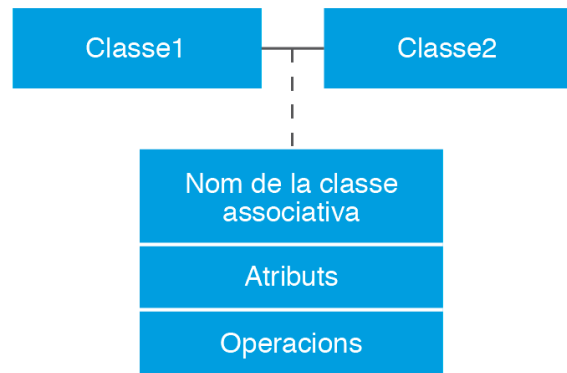 Classe1
Classe2
Nom de la classe
associativa
Atributs
Operacions